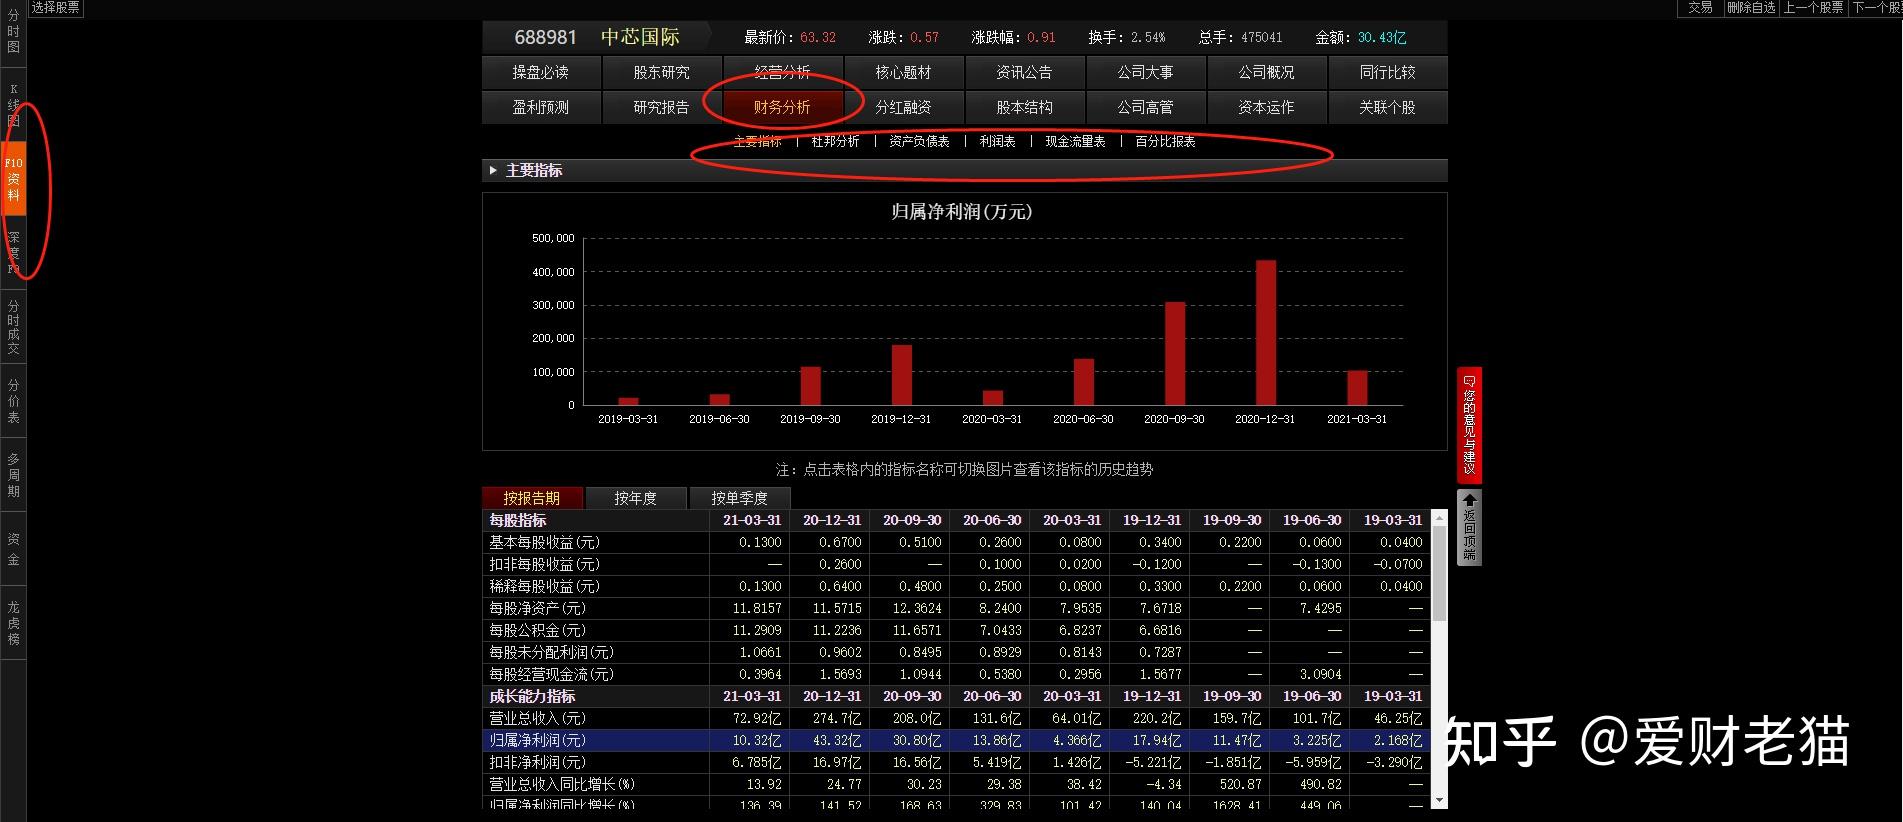 选择股票
交易 删除自选 上一个股票 下一个股
分时图
K线图
F10资料
深度F9
分时成交
分价表
多周期
资金
龙虎榜
688981 中芯国际 最新价: 63.32 涨跌: 0.57 涨跌幅: 0.91 换手: 2.54% 总手: 475041 金额: 30.43亿
操盘必读 股东研究 经营分析 核心题材 资讯公告 公司大事 公司概况 同行比较
盈利预测 研究报告 财务分析 分红融资 股本结构 公司高管 资本运作 关联个股
主要指标 | 杜邦分析 | 资产负债表 | 利润表 | 现金流量表 | 百分比报表
主要指标
归属净利润(万元)
500,000
400,000
300,000
200,000
100,000
0
2019-03-31 2019-06-30 2019-09-30 2019-12-31 2020-03-31 2020-06-30 2020-09-30 2020-12-31 2021-03-31
注: 点击表格内的指标名称可切换图片查看该指标的历史趋势
按报告期 按年度 按单季度
每股指标 21-03-31 20-12-31 20-09-30 20-06-30 20-03-31 19-12-31 19-09-30 19-06-30 19-03-31
基本每股收益(元) 0.1300 0.6700 0.5100 0.2600 0.0800 0.3400 0.2200 0.0600 0.0400
扣非每股收益(元) — 0.2600 — 0.1000 0.0200 -0.1200 — -0.1300 -0.0700
稀释每股收益(元) 0.1300 0.6400 0.4800 0.2500 0.0800 0.3300 0.2200 0.0600 0.0400
每股净资产(元) 11.8157 11.5715 12.3624 8.2400 7.9535 7.6718 — 7.4295 —
每股公积金(元) 11.2909 11.2236 11.6571 7.0433 6.8237 6.6816 — — —
每股未分配利润(元) 1.0661 0.9602 0.8495 0.8929 0.8143 0.7287 — — —
每股经营现金流(元) 0.3964 1.5693 1.0944 0.5380 0.2956 1.5677 — 3.0904 —
成长能力指标 21-03-31 20-12-31 20-09-30 20-06-30 20-03-31 19-12-31 19-09-30 19-06-30 19-03-31
营业总收入(元) 72.92亿 274.7亿 208.0亿 131.6亿 64.01亿 220.2亿 159.7亿 101.7亿 46.25亿
归属净利润(元) 10.32亿 43.32亿 30.80亿 13.86亿 4.366亿 17.94亿 11.47亿 3.225亿 2.168亿
扣非净利润(元) 6.785亿 16.97亿 16.56亿 5.419亿 1.426亿 -5.221亿 -1.851亿 -5.959亿 -3.290亿
营业总收入同比增长(%) 13.92 24.77 30.23 29.38 38.42 -4.34 520.87 490.82 —
归属净利润同比增长(%) 136.39 141.52 168.63 329.83 101.42 140.04 1628.41 449.06 —
您的意见与建议
返回顶端
知乎 @爱财老猫